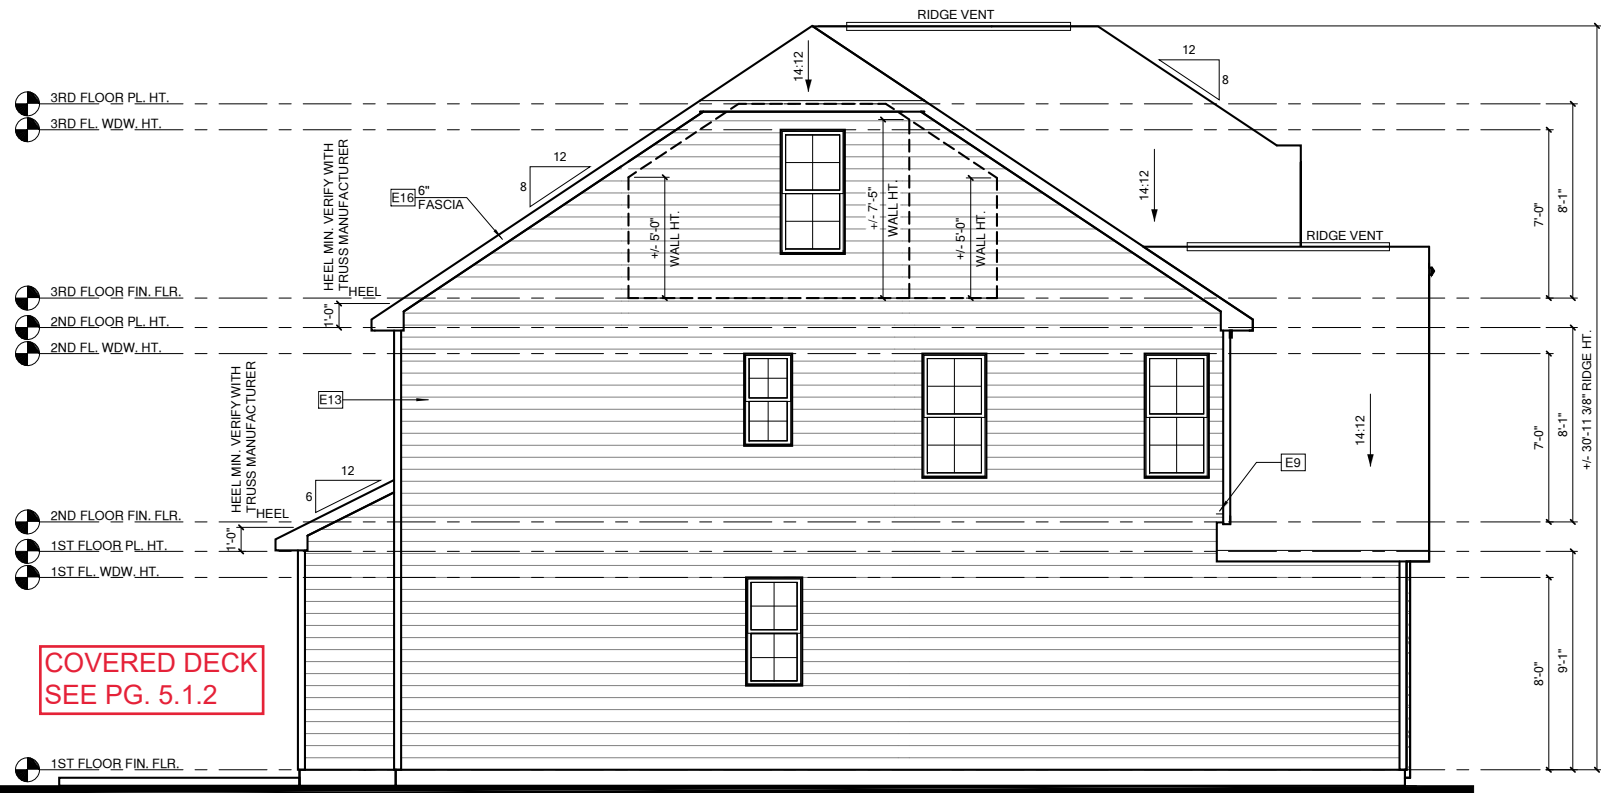 RIDGE VENT
12
8
14:12
3RD FLOOR PL. HT.
3RD FL. WDW. HT.
HEEL MIN. VERIFY WITH
TRUSS MANUFACTURER
12
8
E16
6"
FASCIA
+/- 5'-0"
WALL HT.
+/- 7'-5"
WALL HT.
+/- 5'-0"
WALL HT.
14:12
RIDGE VENT
7'-0"
8'-1"
3RD FLOOR FIN. FLR.
HEEL
1'-0"
2ND FLOOR PL. HT.
2ND FL. WDW. HT.
HEEL MIN. VERIFY WITH
TRUSS MANUFACTURER
E13
14:12
7'-0"
8'-1"
+/- 30'-11 3/8" RIDGE HT.
12
6
E9
2ND FLOOR FIN. FLR.
HEEL
1'-0"
1ST FLOOR PL. HT.
1ST FL. WDW. HT.
COVERED DECK
SEE PG. 5.1.2
8'-0"
9'-1"
1ST FLOOR FIN. FLR.